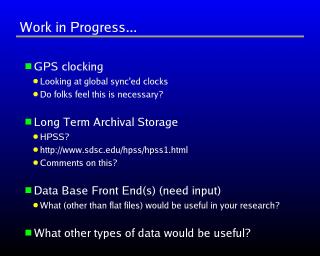 Work in Progress...
GPS clocking
Looking at global sync'ed clocks
Do folks feel this is necessary?
Long Term Archival Storage
HPSS?
http://www.sdsc.edu/hpss/hpss1.html
Comments on this?
Data Base Front End(s) (need input)
What (other than flat files) would be useful in your research?
What other types of data would be useful?